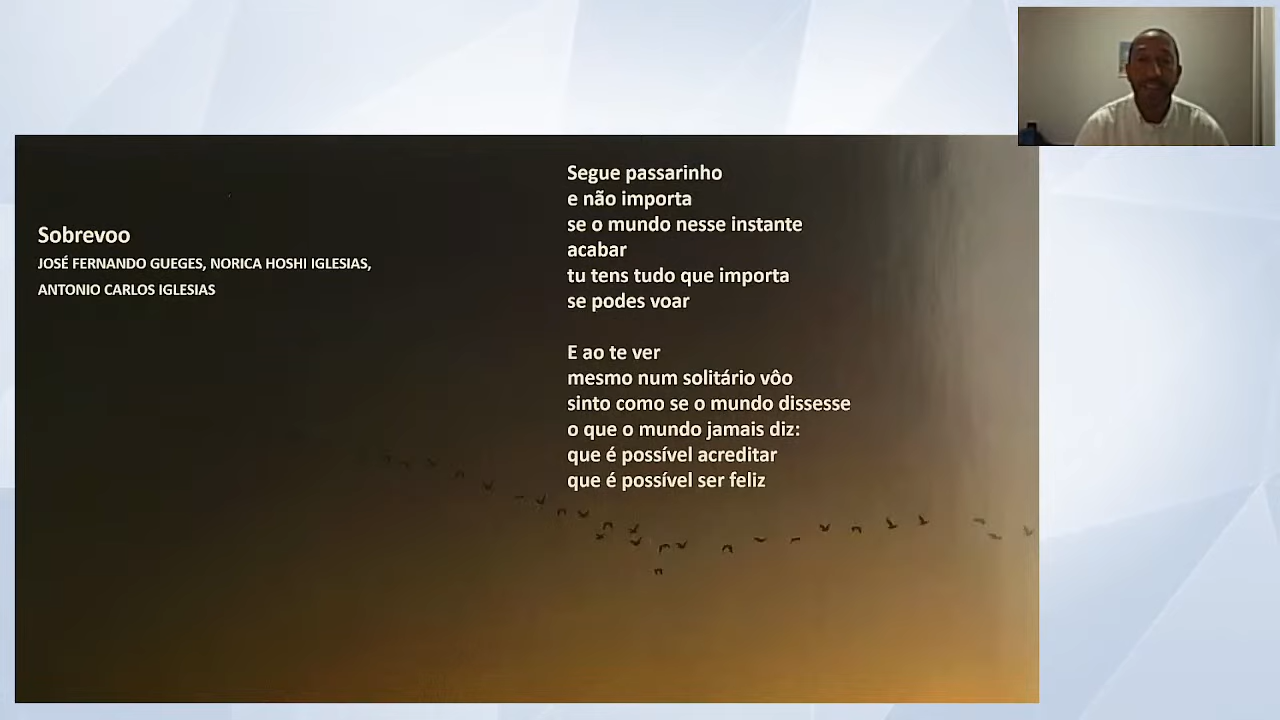 Sobrevoo
JOSÉ FERNANDO GUEGES, NORICA HOSHI IGLESIAS,
ANTONIO CARLOS IGLESIAS
Segue passarinho
e não importa
se o mundo nesse instante
acabar
tu tens tudo que importa
se podes voar
E ao te ver
mesmo num solitário vôo
sinto como se o mundo dissesse
o que o mundo jamais diz:
que é possível acreditar
que é possível ser feliz